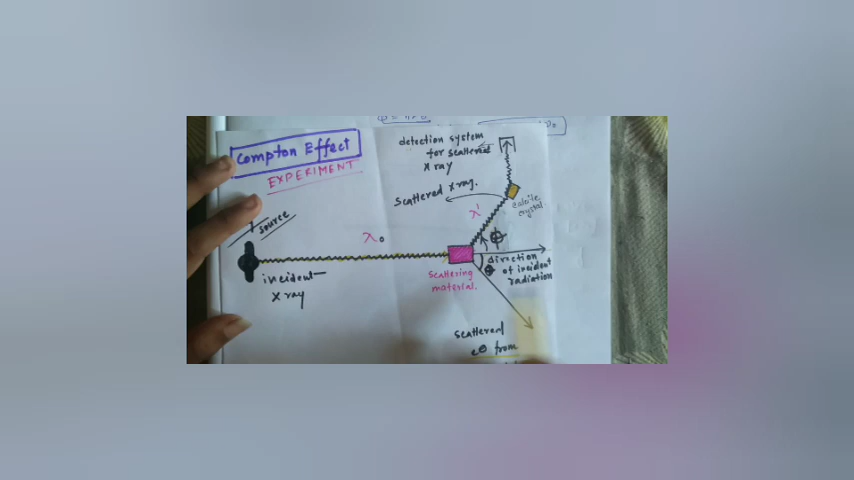 Compton Effect
EXPERIMENT
detection system
for scattered
X ray
Scattered X ray.
λ'
calcite
crystal.
source
λ₀
Φ
incident
X ray
scattering
material.
θ
direction
of incident
radiation
scattered
e⊖ from